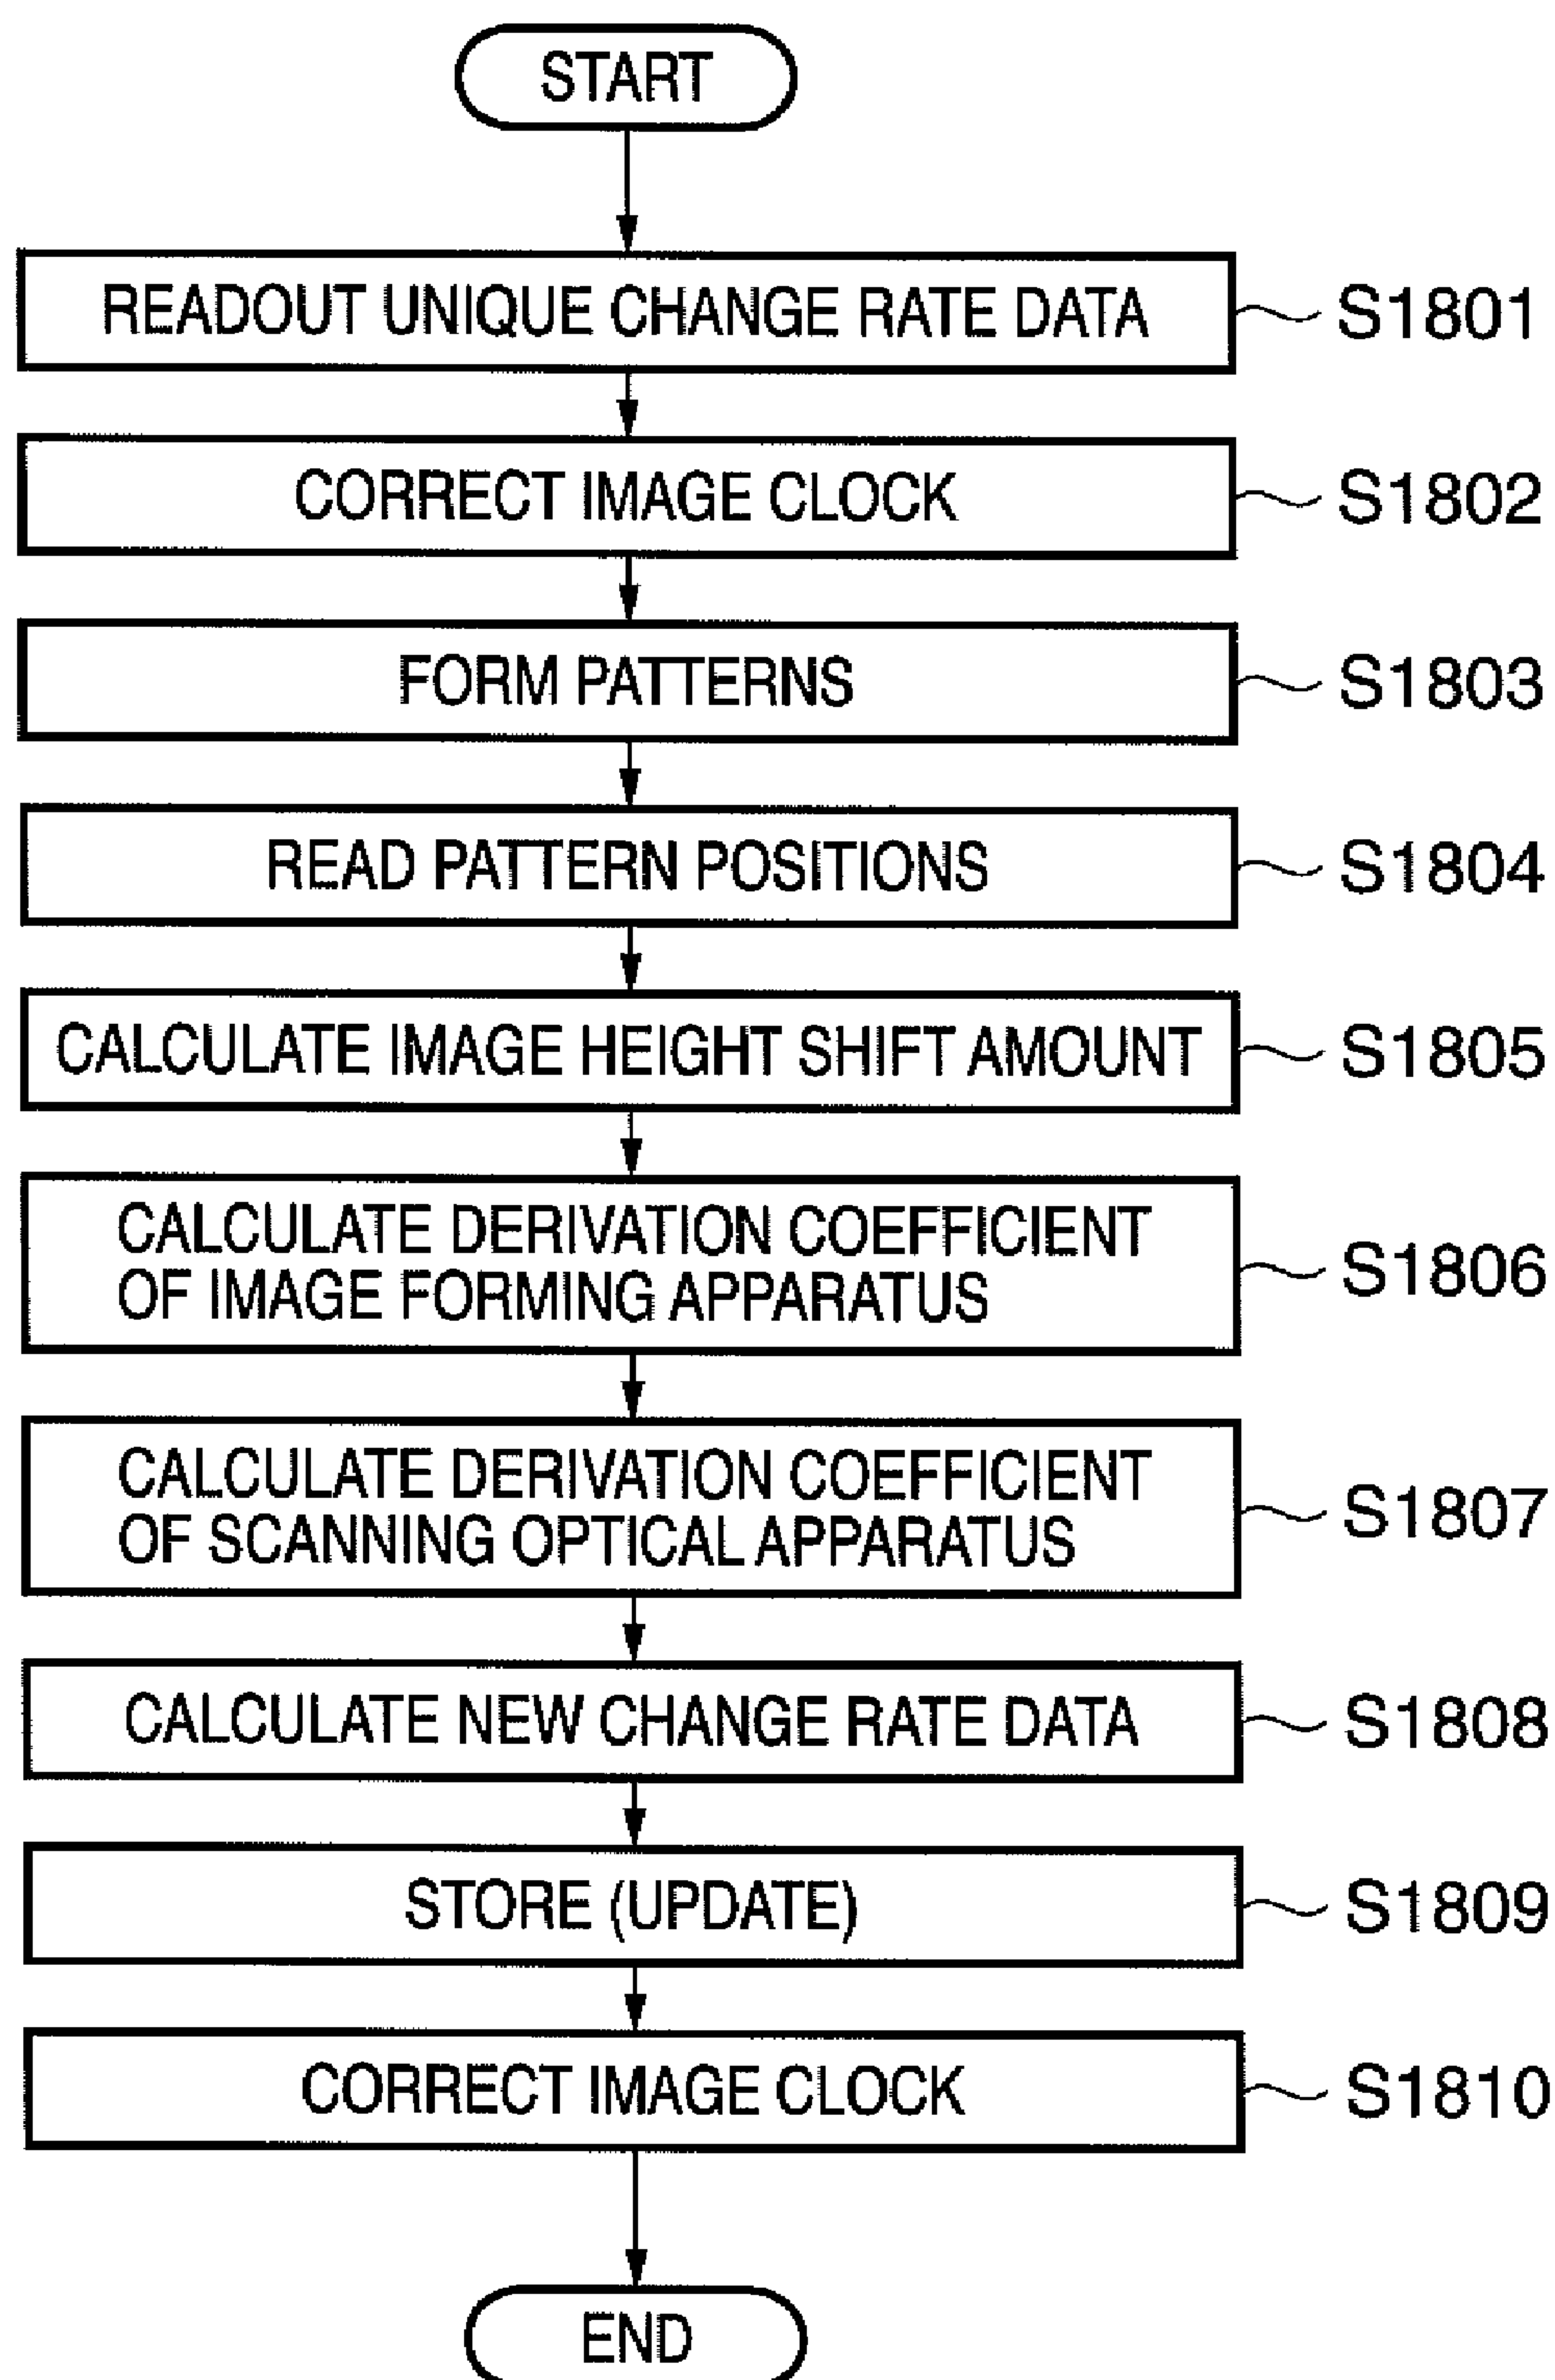 START
READOUT UNIQUE CHANGE RATE DATA
S1801
CORRECT IMAGE CLOCK
S1802
FORM PATTERNS
S1803
READ PATTERN POSITIONS
S1804
CALCULATE IMAGE HEIGHT SHIFT AMOUNT
S1805
CALCULATE DERIVATION COEFFICIENT
OF IMAGE FORMING APPARATUS
S1806
CALCULATE DERIVATION COEFFICIENT
OF SCANNING OPTICAL APPARATUS
S1807
CALCULATE NEW CHANGE RATE DATA
S1808
STORE (UPDATE)
S1809
CORRECT IMAGE CLOCK
S1810
END